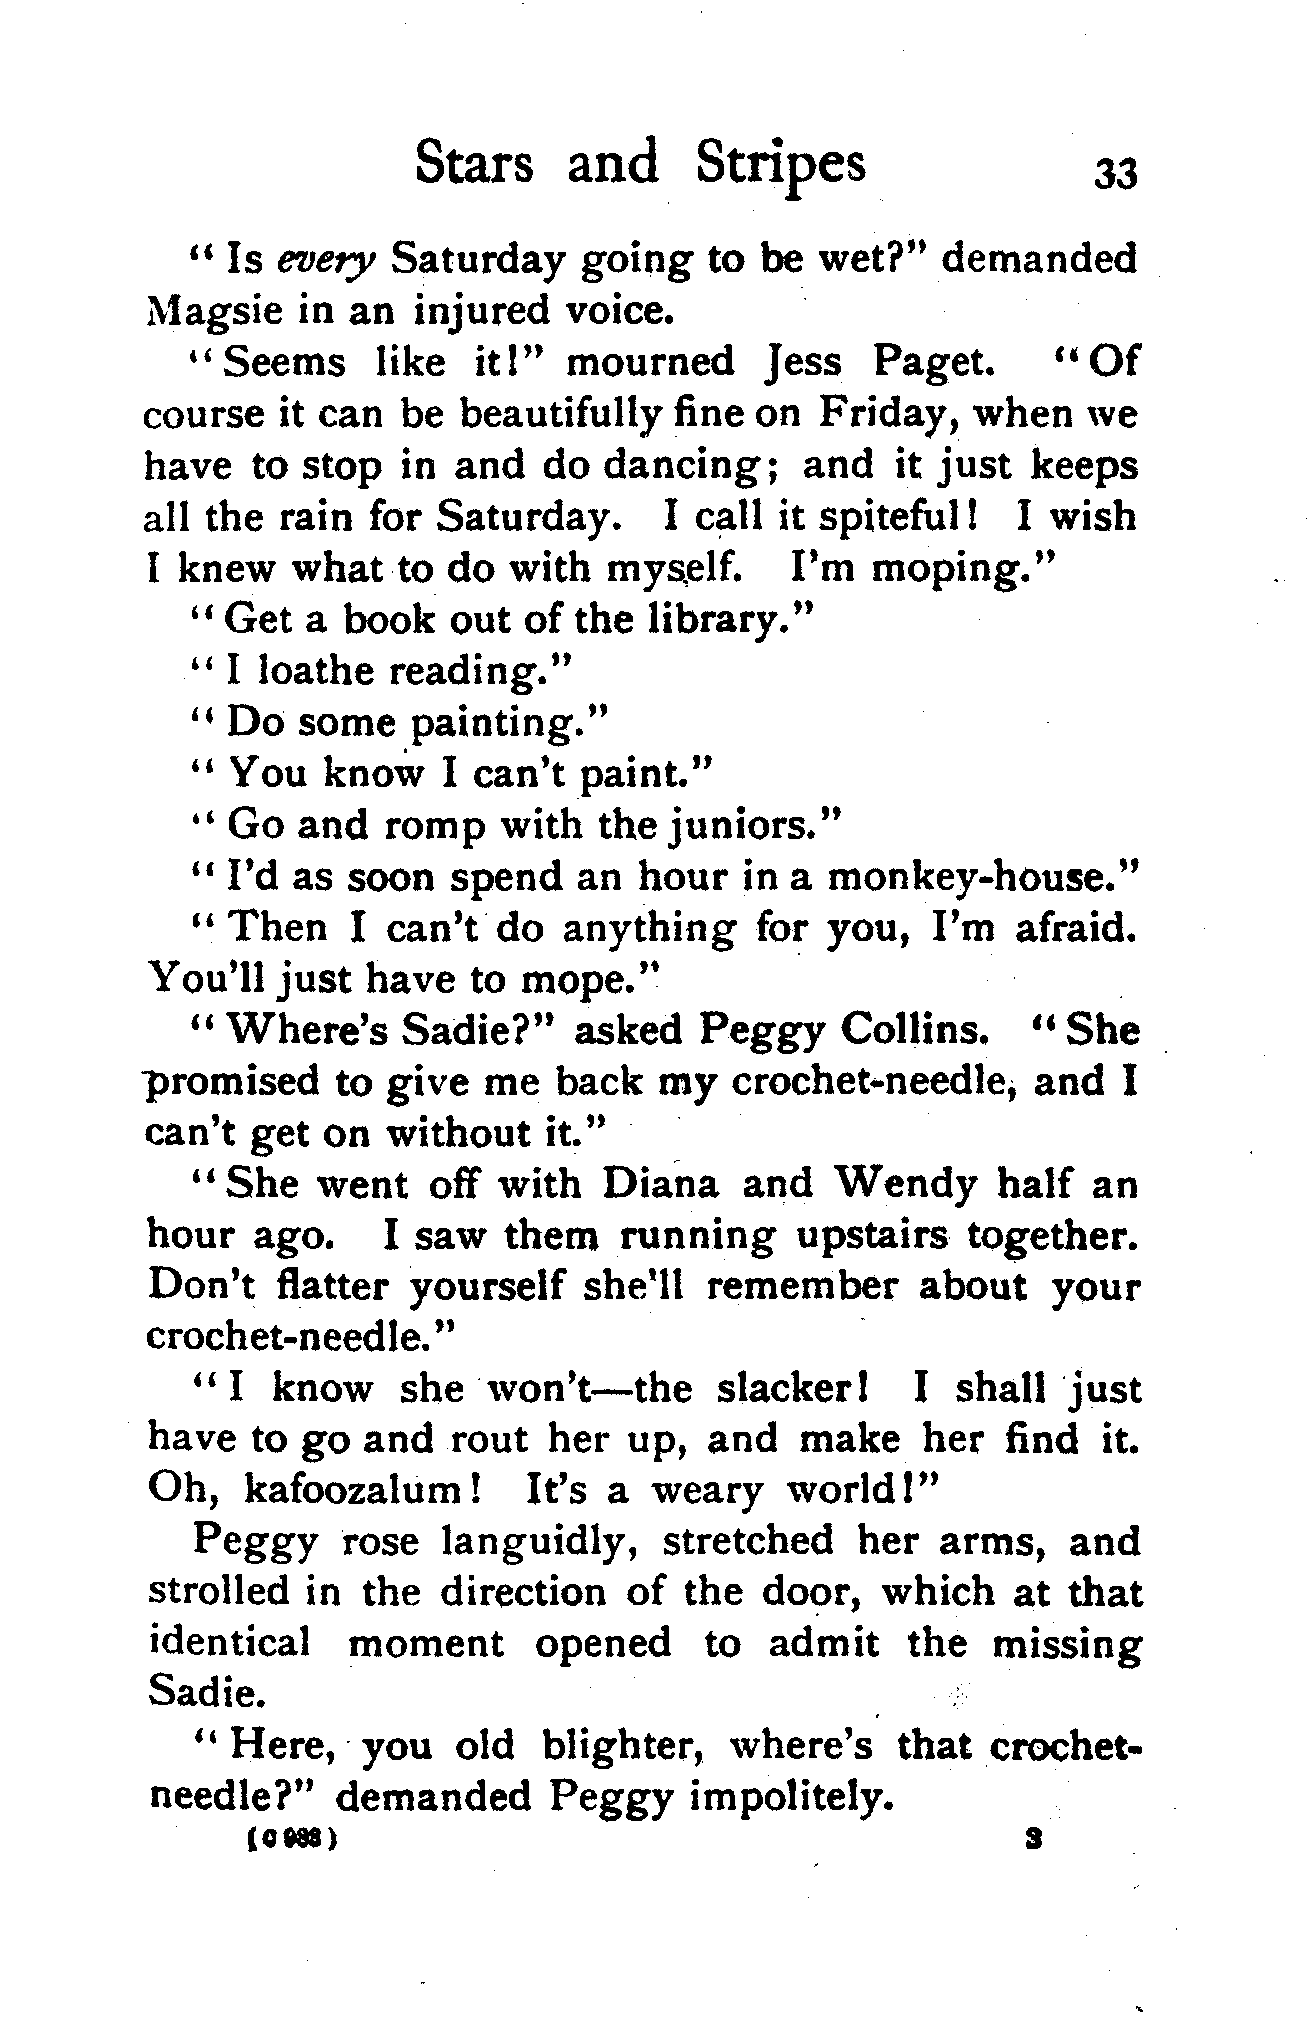 Stars and Stripes 33
" Is every Saturday going to be wet?" demanded
Magsie in an injured voice.
" Seems like it!" mourned Jess Paget. " Of
course it can be beautifully fine on Friday, when we
have to stop in and do dancing; and it just keeps
all the rain for Saturday. I call it spiteful! I wish
I knew what to do with myself. I'm moping."
" Get a book out of the library."
" I loathe reading."
" Do some painting."
" You know I can't paint."
" Go and romp with the juniors."
" I'd as soon spend an hour in a monkey-house."
" Then I can't do anything for you, I'm afraid.
You'll just have to mope."
" Where's Sadie?" asked Peggy Collins. " She
promised to give me back my crochet-needle, and I
can't get on without it."
" She went off with Diana and Wendy half an
hour ago. I saw them running upstairs together.
Don't flatter yourself she'll remember about your
crochet-needle."
" I know she won't—the slacker! I shall just
have to go and rout her up, and make her find it.
Oh, kafoozalum! It's a weary world!"
Peggy rose languidly, stretched her arms, and
strolled in the direction of the door, which at that
identical moment opened to admit the missing
Sadie.
" Here, you old blighter, where's that crochet-
needle?" demanded Peggy impolitely.
(C 983) 3